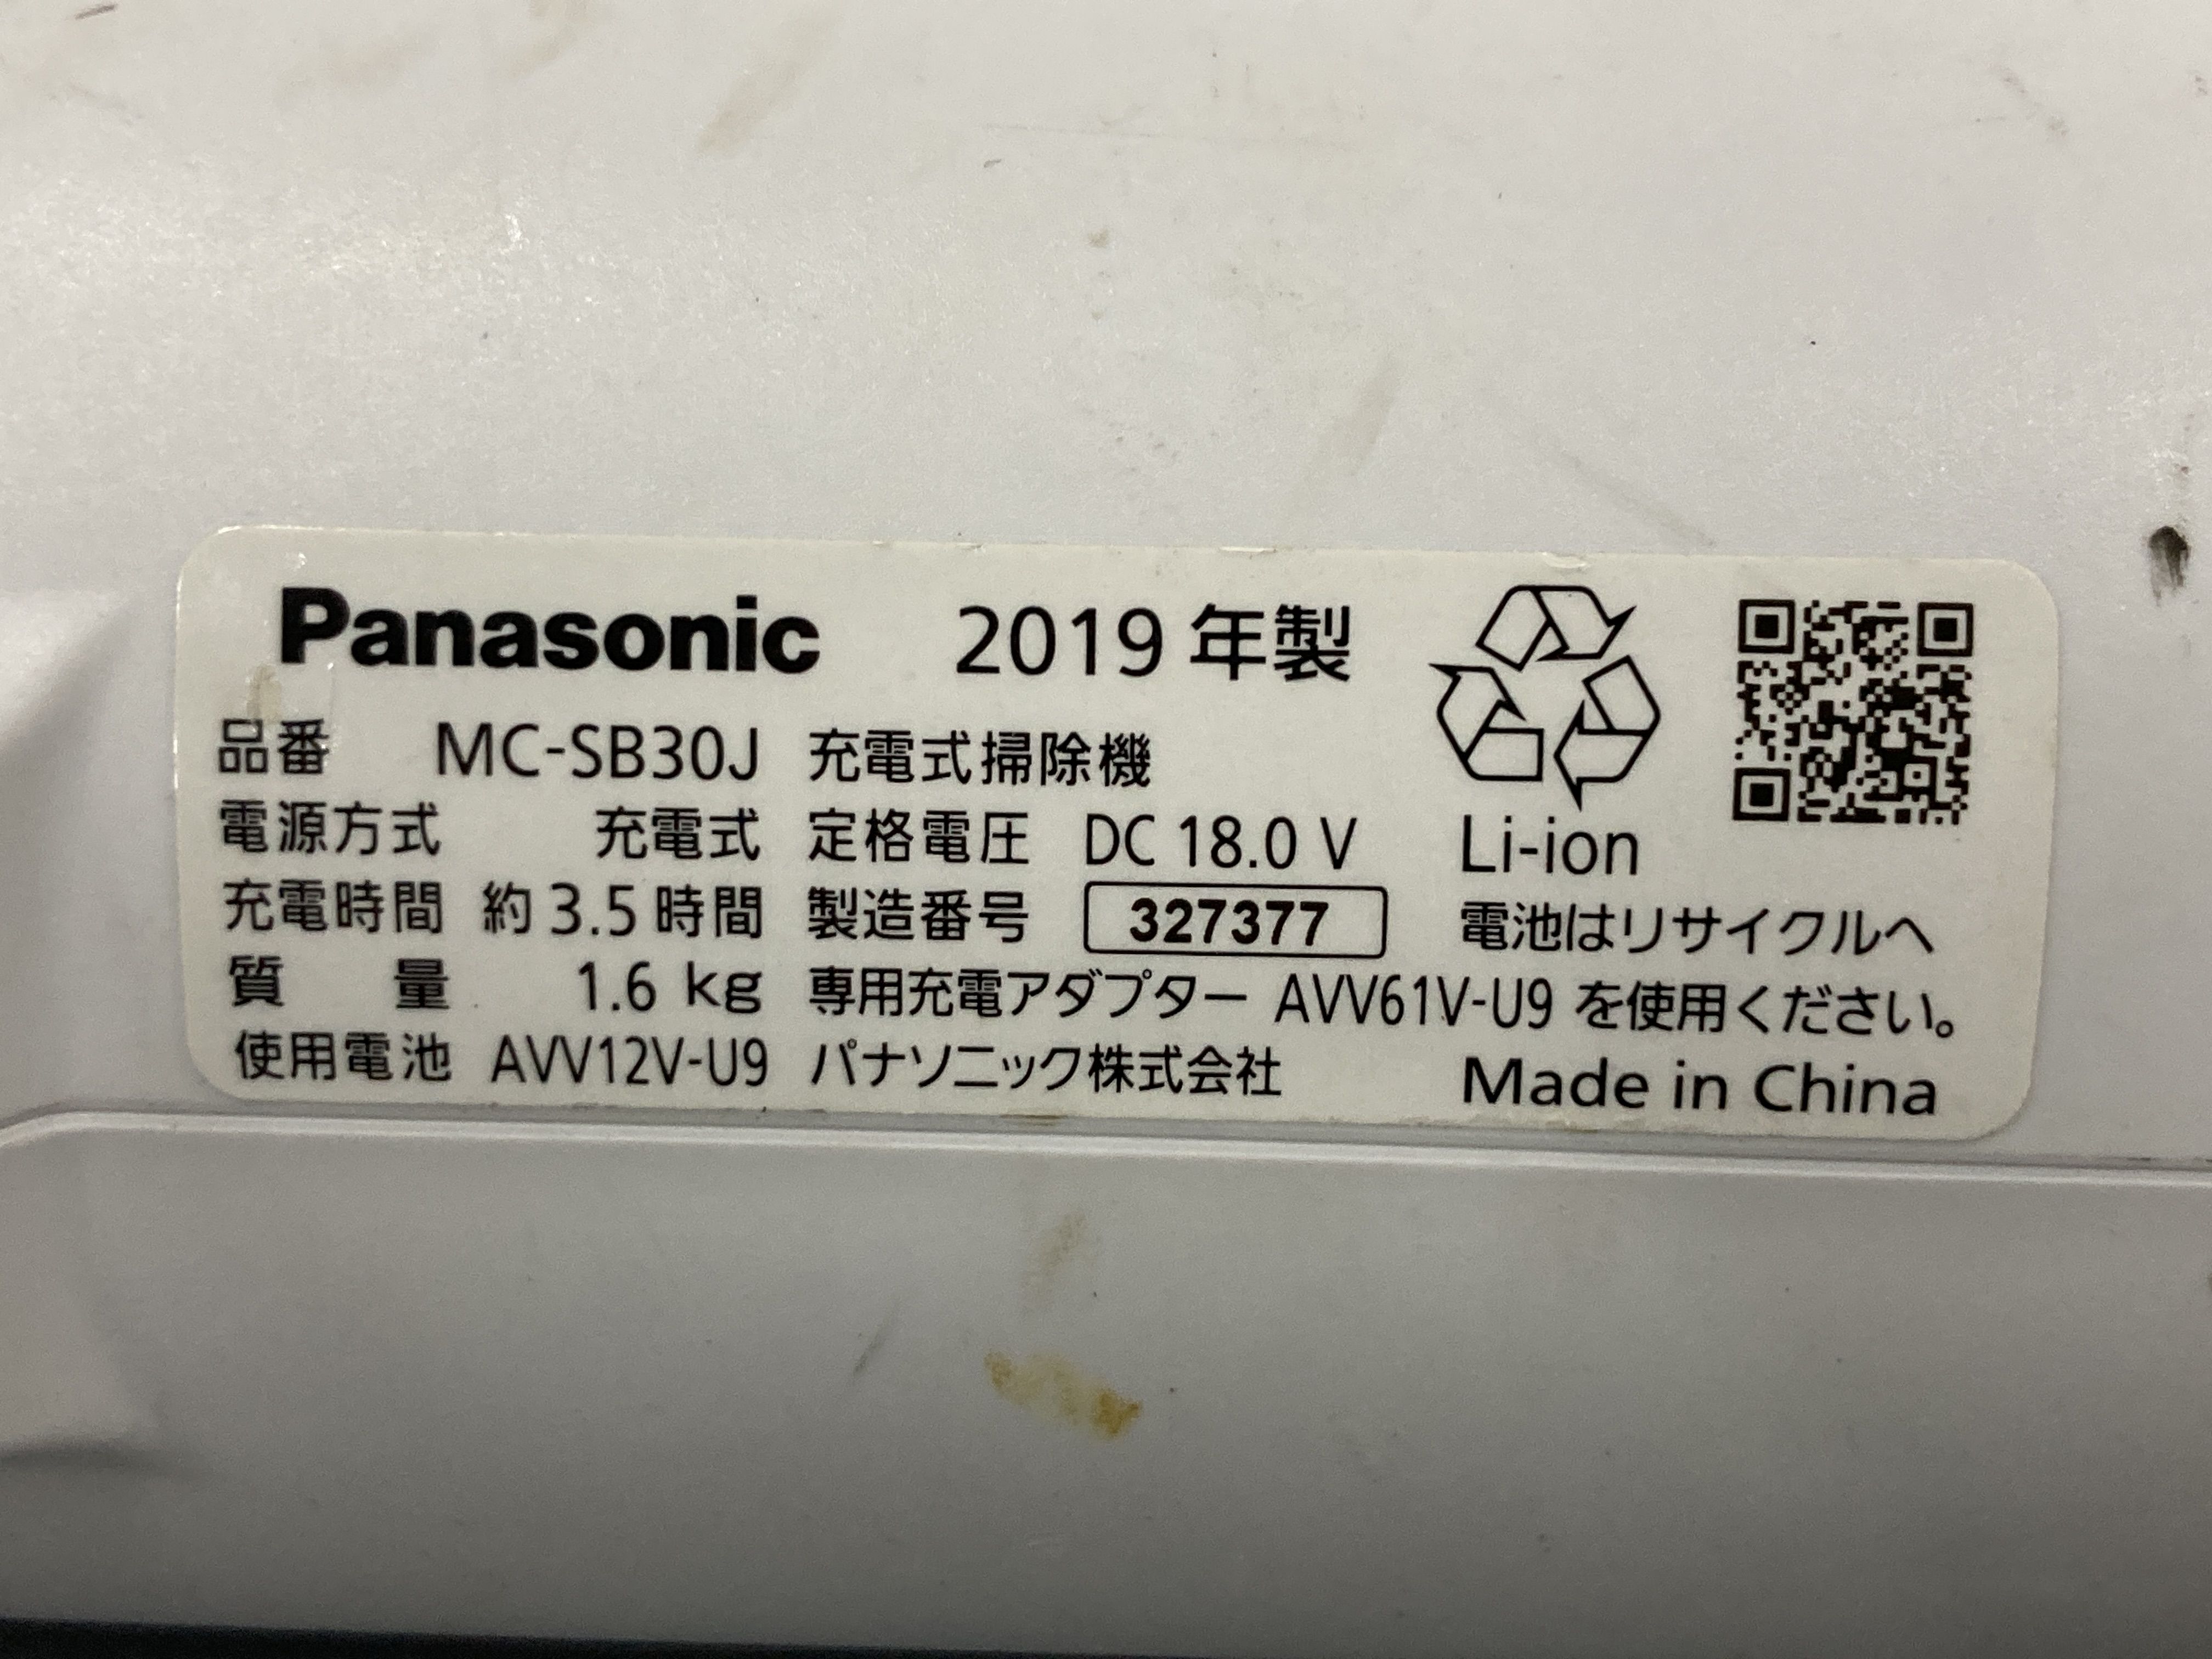 Panasonic 2019年製
品番 MC-SB30J 充電式掃除機
電源方式 充電式 定格電圧 DC 18.0 V Li-ion
充電時間 約3.5時間 製造番号 327377 電池はリサイクルへ
質量 1.6 kg 専用充電アダプター AVV61V-U9 を使用ください。
使用電池 AVV12V-U9 パナソニック株式会社 Made in China